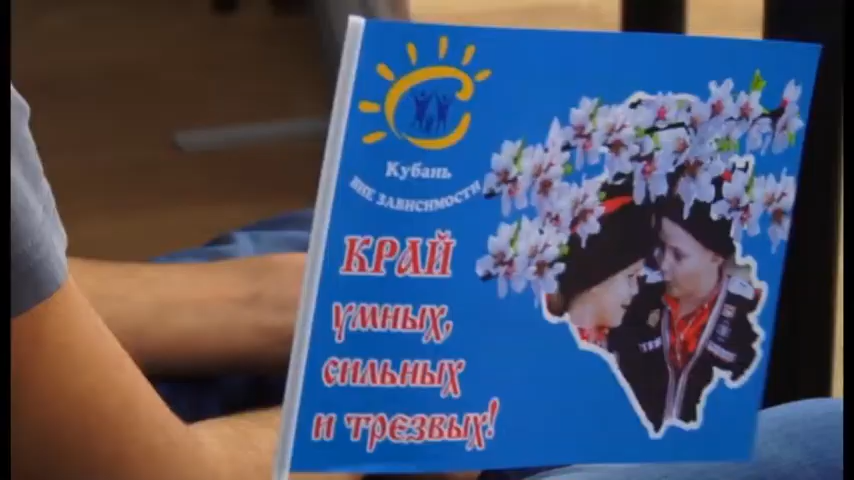 Кубань
ВНЕ ЗАВИСИМОСТИ
КРАЙ
умных,
сильных
и трезвых!